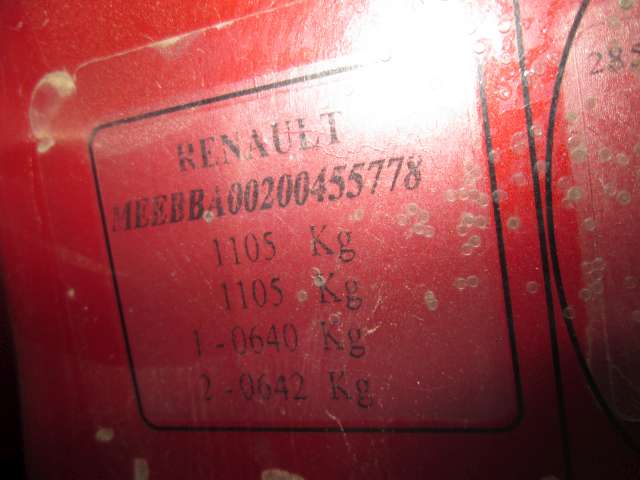 RENAULT
MEEBBA00200455778
1105 Kg
1105 Kg
1-0640 Kg
2-0642 Kg